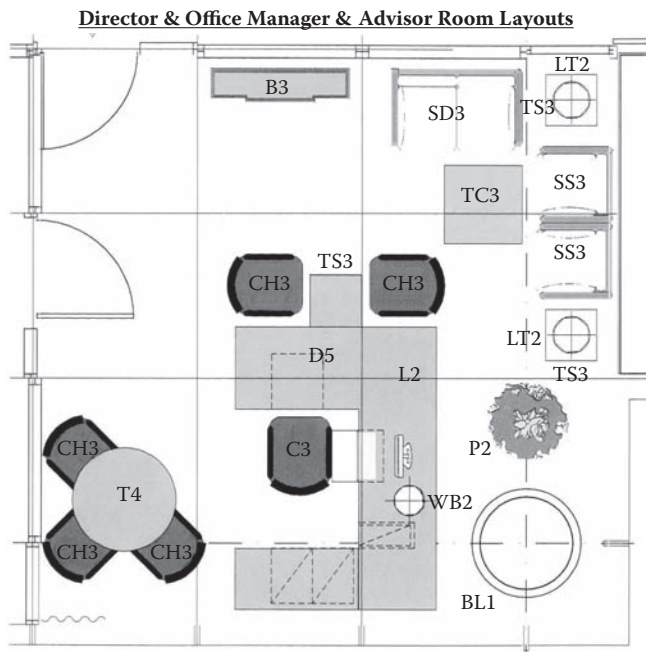 Director & Office Manager & Advisor Room Layouts
LT2
B3
TS3
SD3
SS3
TC3
SS3
TS3
CH3
CH3
LT2
D5
L2
TS3
CH3
C3
P2
T4
WB2
CH3
CH3
BL1